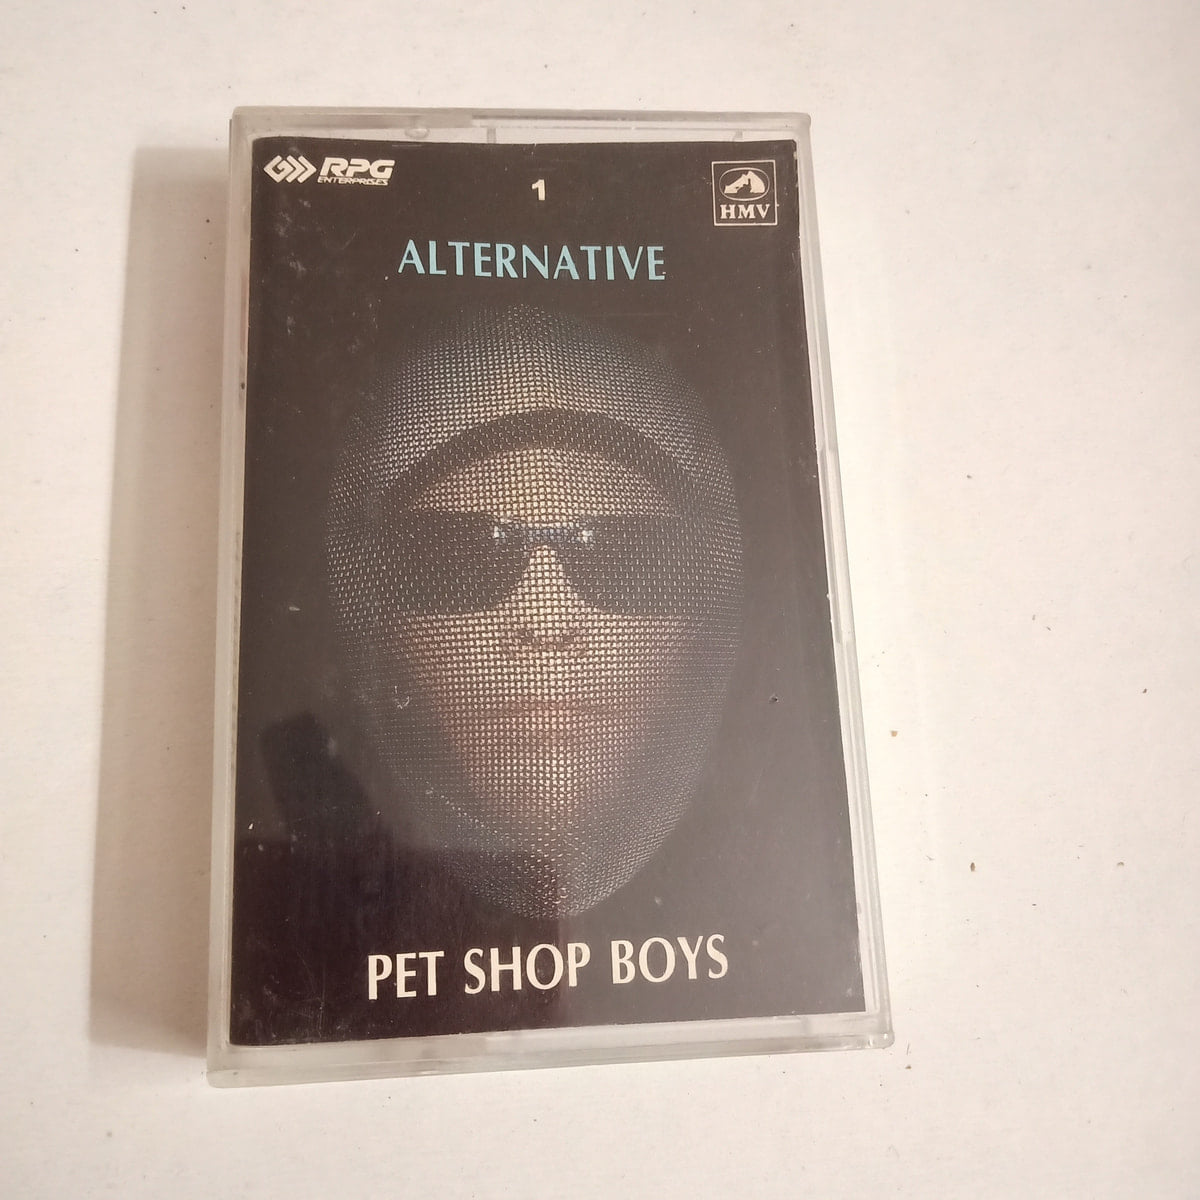 RPG
ENTERPRISES
1
HMV
ALTERNATIVE
PET SHOP BOYS